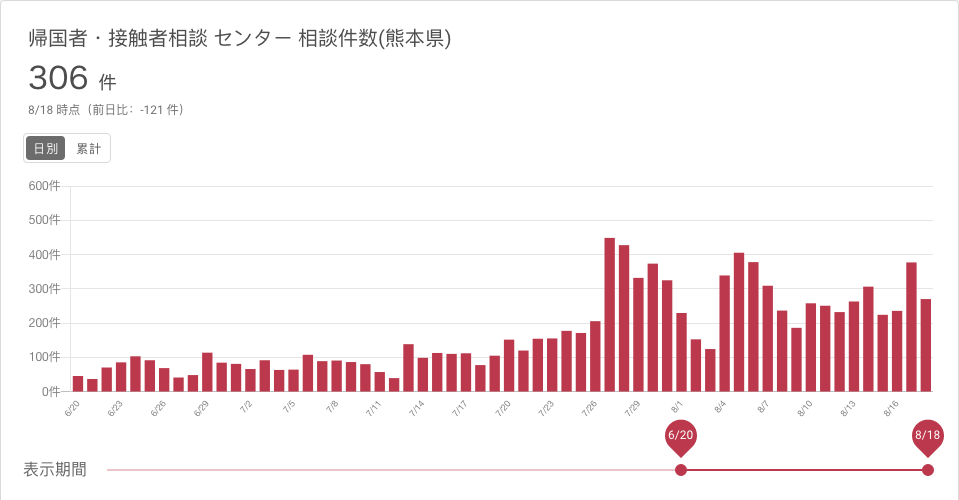 帰国者・接触者相談 センター 相談件数(熊本県)
306 件
8/18 時点（前日比：-121 件）
日別 累計
600件
500件
400件
300件
200件
100件
0件
6/20 6/23 6/26 6/29 7/2 7/5 7/8 7/11 7/14 7/17 7/20 7/23 7/26 7/29 8/1 8/4 8/7 8/10 8/13 8/16
6/20 8/18
表示期間